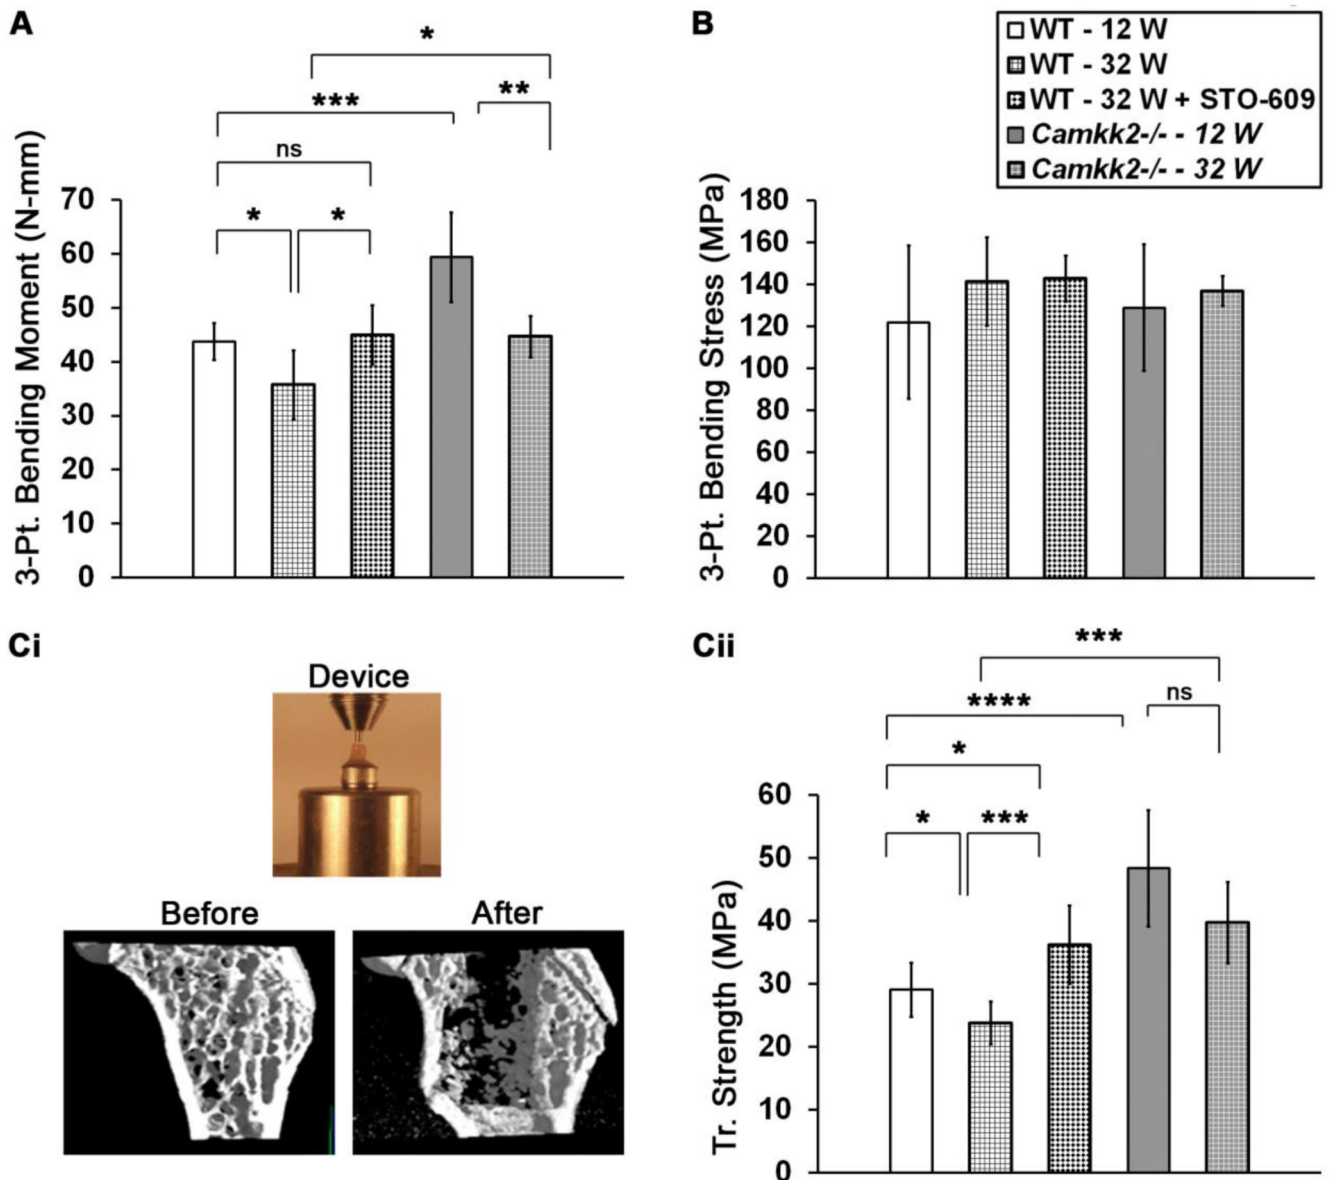 A
B
WT - 12 W
WT - 32 W
WT - 32 W + STO-609
Camkk2-/- - 12 W
Camkk2-/- - 32 W
*
**
***
ns
*
*
3-Pt. Bending Moment (N-mm)
70
60
50
40
30
20
10
0
3-Pt. Bending Stress (MPa)
180
160
140
120
100
80
60
40
20
0
Ci
Device
Before
After
Cii
***
ns
****
*
*
***
Tr. Strength (MPa)
60
50
40
30
20
10
0